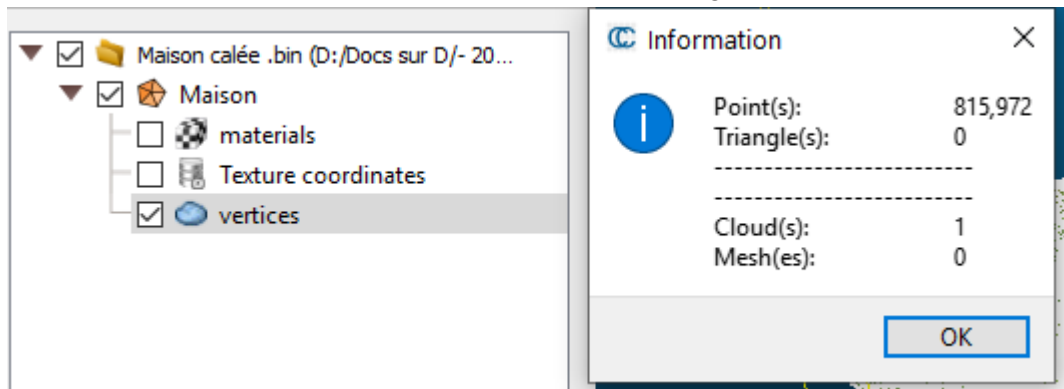 Maison calée .bin (D:/Docs sur D/- 20...
Maison
materials
Texture coordinates
vertices
Information
Point(s): 815,972
Triangle(s): 0
--------------------------
--------------------------
Cloud(s): 1
Mesh(es): 0
OK